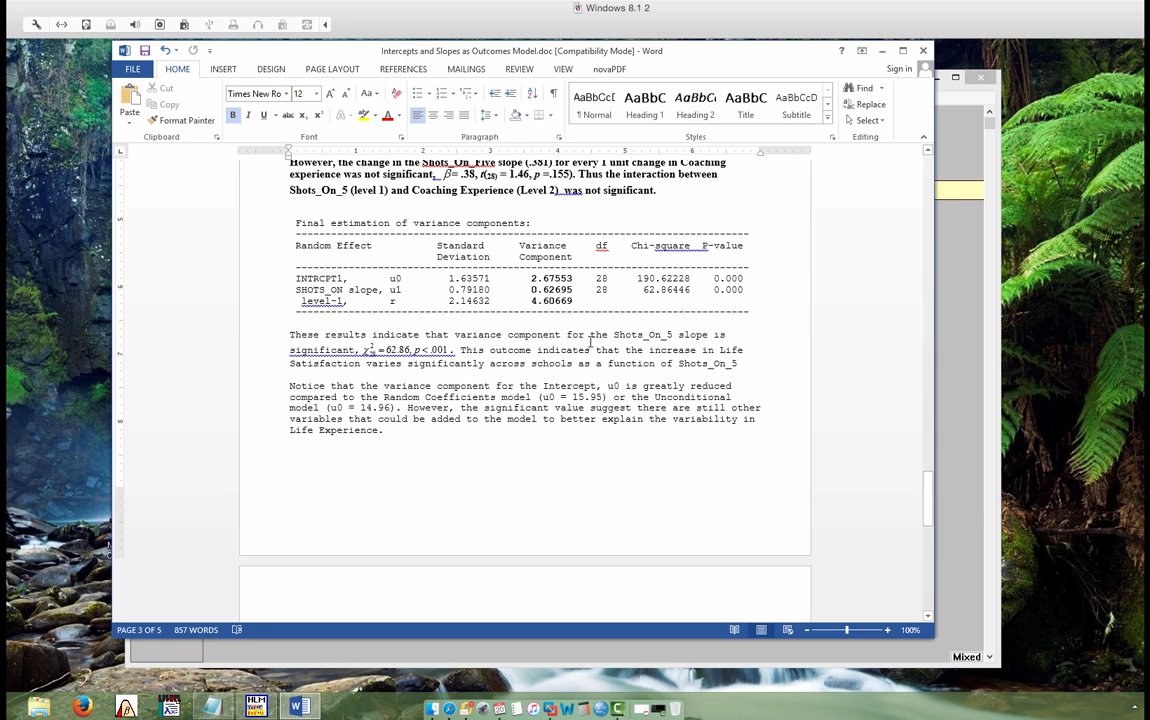 Windows 8.1 2
Intercepts and Slopes as Outcomes Model.doc [Compatibility Mode] - Word
FILE HOME INSERT DESIGN PAGE LAYOUT REFERENCES MAILINGS REVIEW VIEW novaPDF Sign in
Cut
Copy
Format Painter
Paste
Times New Ro 12
AaBbCcI AaBbC AaBbCc AaBbC AaBbCcD
¶ Normal Heading 1 Heading 2 Title Subtitle
Find
Replace
Select
Clipboard Font Paragraph Styles Editing
However, the change in the Shots_On_Five slope (.381) for every 1 unit change in Coaching
experience was not significant, β= .38, t(28) = 1.46, p =.155). Thus the interaction between
Shots_On_5 (level 1) and Coaching Experience (Level 2) was not significant.
Final estimation of variance components:
Random Effect Standard Variance df Chi-square P-value
Deviation Component
INTRCPT1, u0 1.63571 2.67553 28 190.62228 0.000
SHOTS_ON slope, u1 0.79180 0.62695 28 62.86446 0.000
level-1, r 2.14632 4.60669
These results indicate that variance component for the Shots_On_5 slope is
significant, χ² = 62.86, p < .001 . This outcome indicates that the increase in Life
Satisfaction varies significantly across schools as a function of Shots_On_5
Notice that the variance component for the Intercept, u0 is greatly reduced
compared to the Random Coefficients model (u0 = 15.95) or the Unconditional
model (u0 = 14.96). However, the significant value suggest there are still other
variables that could be added to the model to better explain the variability in
Life Experience.
PAGE 3 OF 5 857 WORDS 100%
Mixed
HLM